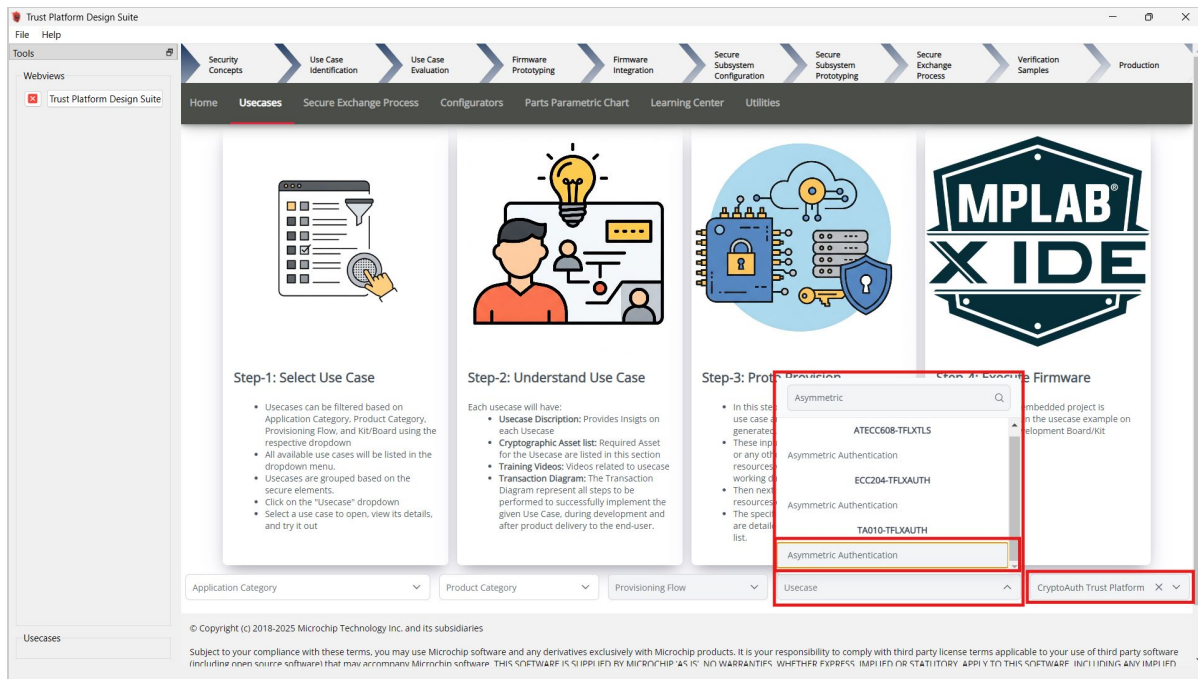 Trust Platform Design Suite
File Help
Tools
Webviews
Trust Platform Design Suite
Usecases
Security
Concepts
Use Case
Identification
Use Case
Evaluation
Firmware
Prototyping
Firmware
Integration
Secure
Subsystem
Configuration
Secure
Subsystem
Prototyping
Secure
Exchange
Process
Verification
Samples
Production
Home Usecases Secure Exchange Process Configurators Parts Parametric Chart Learning Center Utilities
MPLAB®
X IDE
Step-1: Select Use Case
• Usecases can be filtered based on
Application Category, Product Category,
Provisioning Flow, and Kit/Board using the
respective dropdown
• All available use cases will be listed in the
dropdown menu.
• Usecases are grouped based on the
secure elements.
• Click on the "Usecase" dropdown
• Select a use case to open, view its details,
and try it out
Step-2: Understand Use Case
Each usecase will have:
• Usecase Discription: Provides Insigts on
each Usecase
• Cryptographic Asset list: Required Asset
for the Usecase are listed in this section
• Training Videos: Videos related to usecase
• Transaction Diagram: The Transaction
Diagram represent all steps to be
performed to successfully implement the
given Use Case, during development and
after product delivery to the end-user.
Step-3: Proto Provision
• In this
use case
generated
• These
or any
resources
working
• Then next
resources
• The
are
list.
Step-4: Execute Firmware
embedded project is
the usecase example on
Board/Kit
Asymmetric
ATECC608-TFLXTLS
Asymmetric Authentication
ECC204-TFLXAUTH
Asymmetric Authentication
TA010-TFLXAUTH
Asymmetric Authentication
Application Category
Product Category
Provisioning Flow
Usecase
CryptoAuth Trust Platform
© Copyright (c) 2018-2025 Microchip Technology Inc. and its subsidiaries
Subject to your compliance with these terms, you may use Microchip software and any derivatives exclusively with Microchip products. It is your responsibility to comply with third party license terms applicable to your use of third party software
(including open source software) that may accompany Microchip software. THIS SOFTWARE IS SUPPLIED BY MICROCHIP 'AS IS'. NO WARRANTIES, WHETHER EXPRESS, IMPLIED OR STATUTORY, APPLY TO THIS SOFTWARE, INCLUDING ANY IMPLIED